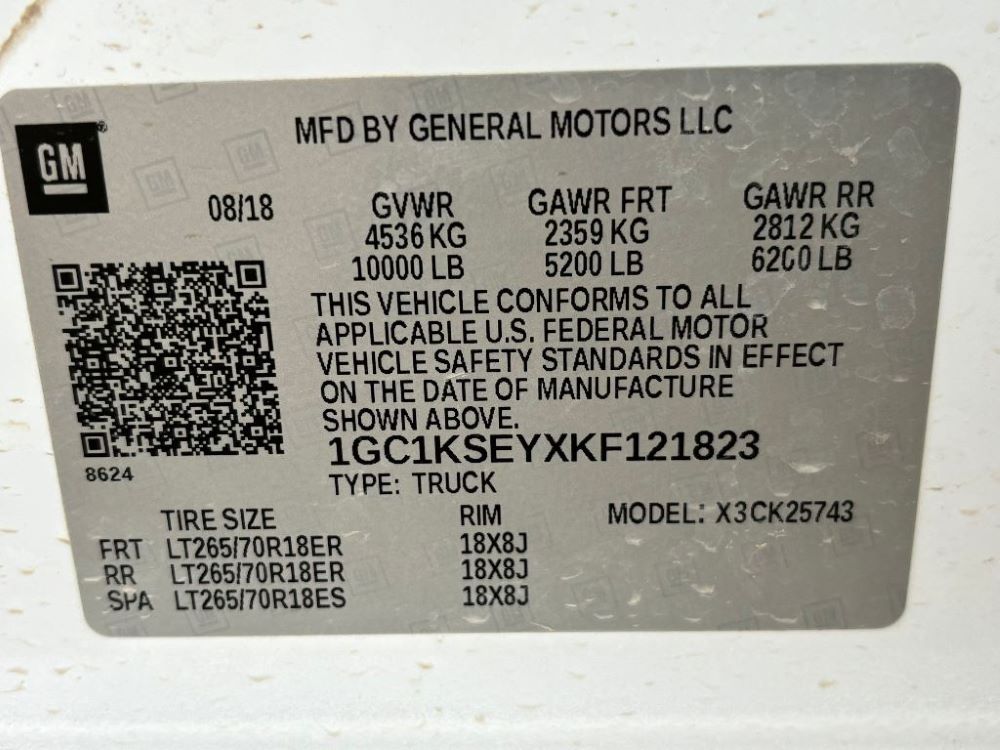 GM
MFD BY GENERAL MOTORS LLC
08/18 GVWR GAWR FRT GAWR RR
4536 KG 2359 KG 2812 KG
10000 LB 5200 LB 6200 LB
THIS VEHICLE CONFORMS TO ALL
APPLICABLE U.S. FEDERAL MOTOR
VEHICLE SAFETY STANDARDS IN EFFECT
ON THE DATE OF MANUFACTURE
SHOWN ABOVE.
1GC1KSEYXKF121823
8624
TYPE: TRUCK
TIRE SIZE RIM MODEL: X3CK25743
FRT LT265/70R18ER 18X8J
RR LT265/70R18ER 18X8J
SPA LT265/70R18ES 18X8J